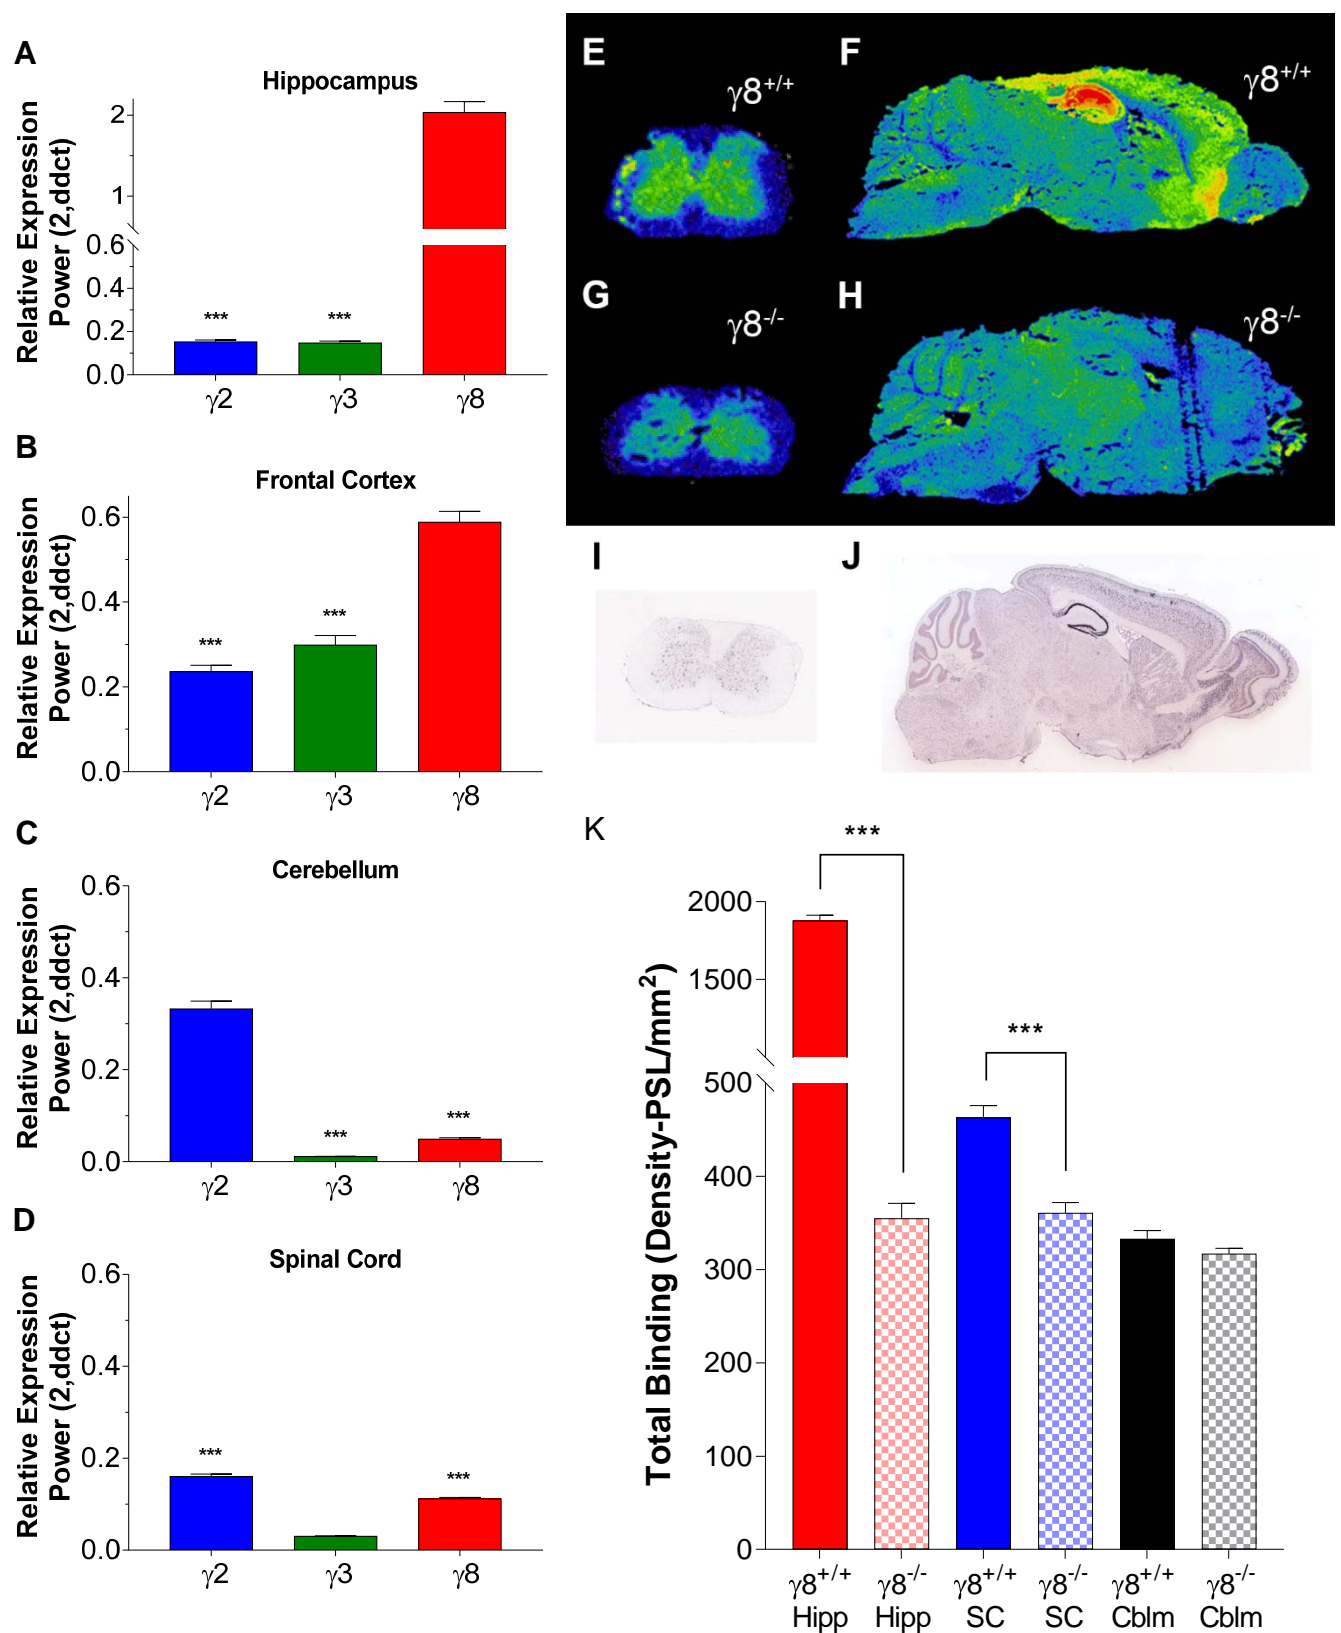 A
Hippocampus
Relative Expression
Power (2,ddct)
2
1
0.6
0.4
0.2
0.0
***
***
γ2
γ3
γ8
B
Frontal Cortex
Relative Expression
Power (2,ddct)
0.6
0.4
0.2
0.0
***
***
γ2
γ3
γ8
C
Cerebellum
Relative Expression
Power (2,ddct)
0.6
0.4
0.2
0.0
***
***
γ2
γ3
γ8
D
Spinal Cord
Relative Expression
Power (2,ddct)
0.6
0.4
0.2
0.0
***
***
γ2
γ3
γ8
E
γ8+/+
F
γ8+/+
G
γ8-/-
H
γ8-/-
I
J
K
***
***
Total Binding (Density-PSL/mm²)
2000
1500
500
400
300
200
100
0
γ8+/+ γ8-/- γ8+/+ γ8-/- γ8+/+ γ8-/-
Hipp Hipp SC SC Cblm Cblm